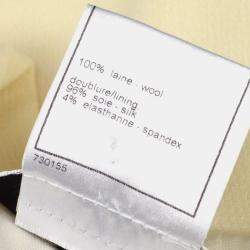 100% laine - wool
doublure/lining
96% soie - silk
4% elasthanne - spandex
730155